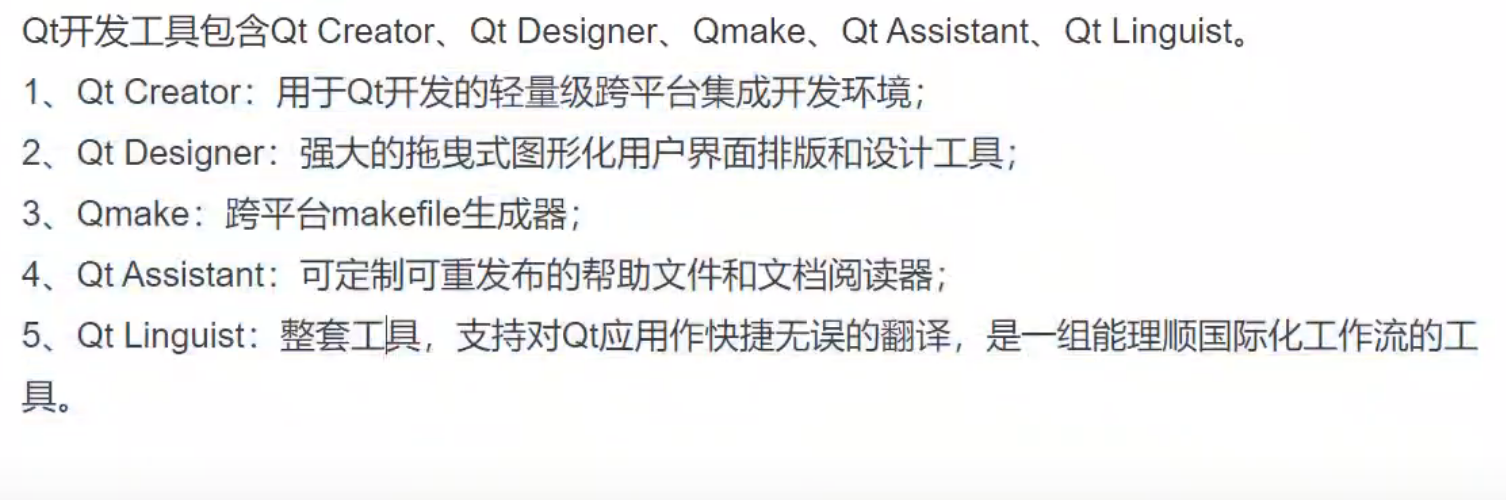 Qt开发工具包含Qt Creator、Qt Designer、Qmake、Qt Assistant、Qt Linguist。
1、Qt Creator：用于Qt开发的轻量级跨平台集成开发环境；
2、Qt Designer：强大的拖曳式图形化用户界面排版和设计工具；
3、Qmake：跨平台makefile生成器；
4、Qt Assistant：可定制可重发布的帮助文件和文档阅读器；
5、Qt Linguist：整套工具，支持对Qt应用作快捷无误的翻译，是一组能理顺国际化工作流的工
具。